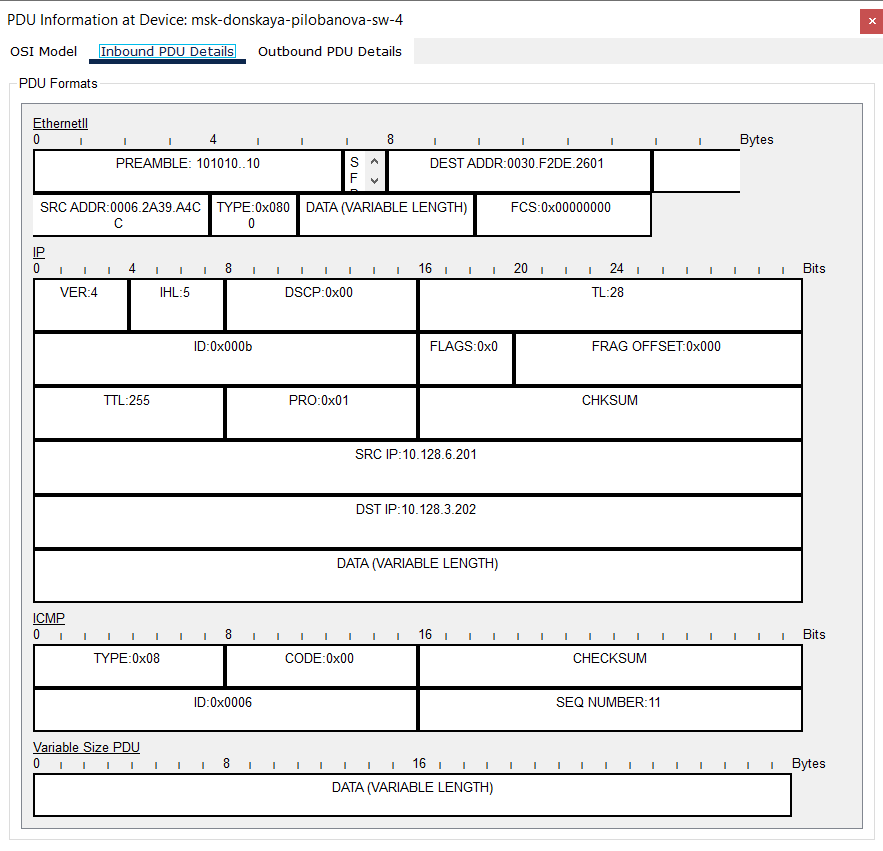 PDU Information at Device: msk-donskaya-pilobanova-sw-4
OSI Model Inbound PDU Details Outbound PDU Details
PDU Formats
EthernetII
0 4 8 Bytes
PREAMBLE: 101010..10 S DEST ADDR:0030.F2DE.2601
F
SRC ADDR:0006.2A39.A4C TYPE:0x080 DATA (VARIABLE LENGTH) FCS:0x00000000
C 0
IP
0 4 8 16 20 24 Bits
VER:4 IHL:5 DSCP:0x00 TL:28
ID:0x000b FLAGS:0x0 FRAG OFFSET:0x000
TTL:255 PRO:0x01 CHKSUM
SRC IP:10.128.6.201
DST IP:10.128.3.202
DATA (VARIABLE LENGTH)
ICMP
0 8 16 Bits
TYPE:0x08 CODE:0x00 CHECKSUM
ID:0x0006 SEQ NUMBER:11
Variable Size PDU
0 8 16 Bytes
DATA (VARIABLE LENGTH)